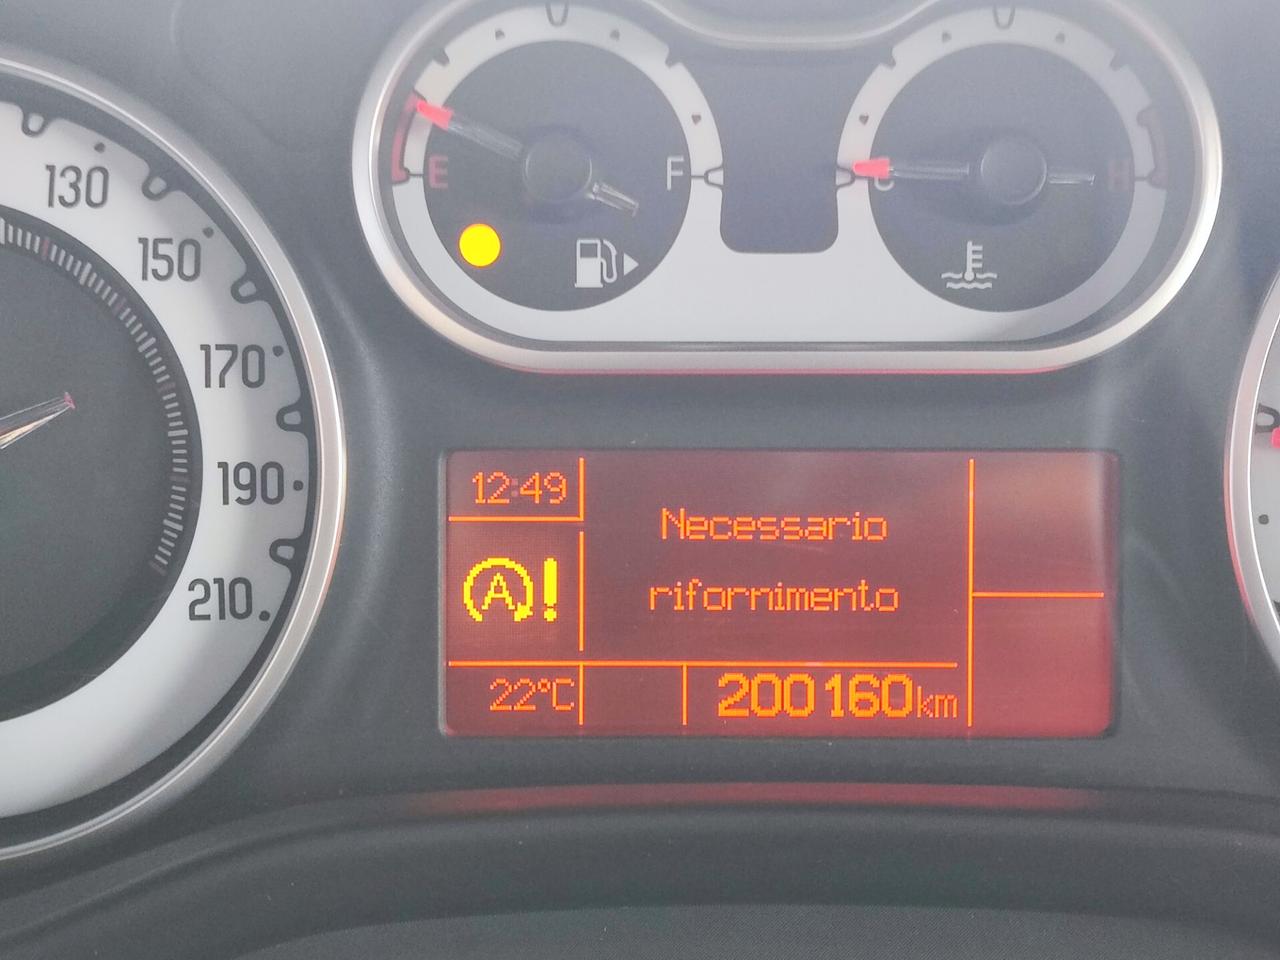 E F
C H
130
150
170
190
210
12:49
Necessario
rifornimento
22°C
200160km